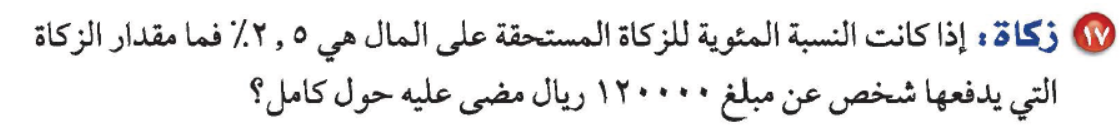 ١٧ زكاة: إذا كانت النسبة المئوية للزكاة المستحقة على المال هي ٢,٥٪ فما مقدار الزكاة
التي يدفعها شخص عن مبلغ ١٢٠٠٠٠ ريال مضى عليه حول كامل؟